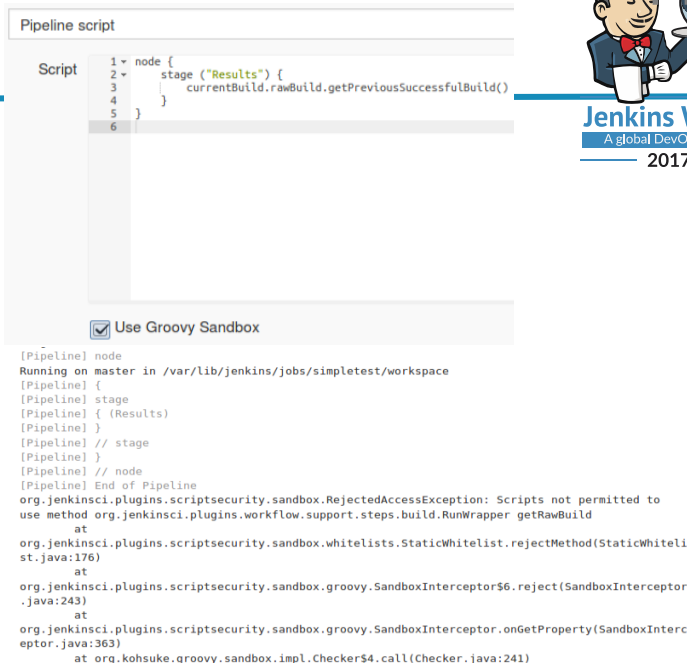 Pipeline script
Script
1 node {
2 stage ("Results") {
3 currentBuild.rawBuild.getPreviousSuccessfulBuild()
4 }
5 }
6
Jenkins
A global
2017
Use Groovy Sandbox
[Pipeline] node
Running on master in /var/lib/jenkins/jobs/simpletest/workspace
[Pipeline] {
[Pipeline] stage
[Pipeline] { (Results)
[Pipeline] }
[Pipeline] // stage
[Pipeline] }
[Pipeline] // node
[Pipeline] End of Pipeline
org.jenkinsci.plugins.scriptsecurity.sandbox.RejectedAccessException: Scripts not permitted to
use method org.jenkinsci.plugins.workflow.support.steps.build.RunWrapper getRawBuild
at
org.jenkinsci.plugins.scriptsecurity.sandbox.whitelists.StaticWhitelist.rejectMethod(StaticWhiteli
st.java:176)
at
org.jenkinsci.plugins.scriptsecurity.sandbox.groovy.SandboxInterceptor$6.reject(SandboxInterceptor
.java:243)
at
org.jenkinsci.plugins.scriptsecurity.sandbox.groovy.SandboxInterceptor.onGetProperty(SandboxInterc
eptor.java:363)
at org.kohsuke.groovy.sandbox.impl.Checker$4.call(Checker.java:241)